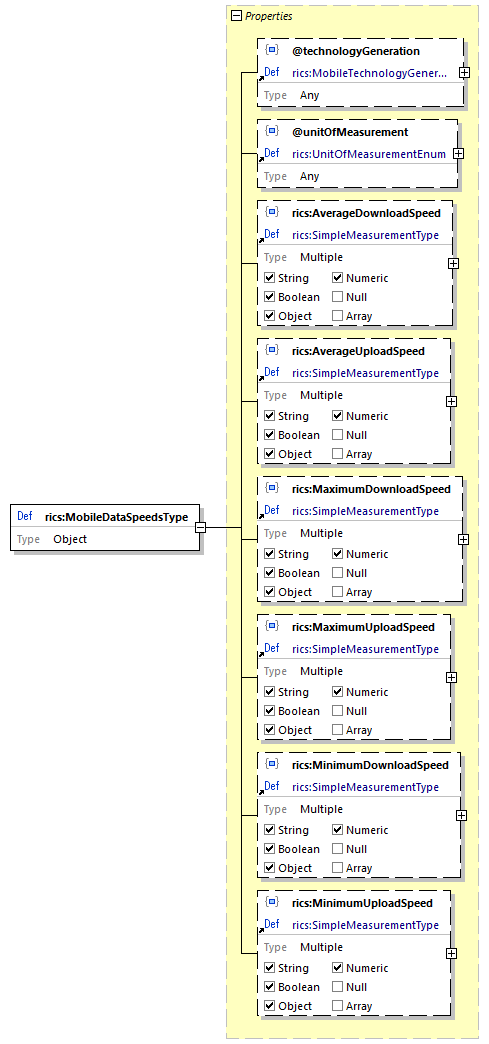 Properties
@technologyGeneration
Def rics:MobileTechnologyGener...
Type Any
@unitOfMeasurement
Def rics:UnitOfMeasurementEnum
Type Any
rics:AverageDownloadSpeed
Def rics:SimpleMeasurementType
Type Multiple
String Numeric
Boolean Null
Object Array
rics:AverageUploadSpeed
Def rics:SimpleMeasurementType
Type Multiple
String Numeric
Boolean Null
Object Array
rics:MaximumDownloadSpeed
Def rics:SimpleMeasurementType
Type Multiple
String Numeric
Boolean Null
Object Array
Def rics:MobileDataSpeedsType
Type Object
rics:MaximumUploadSpeed
Def rics:SimpleMeasurementType
Type Multiple
String Numeric
Boolean Null
Object Array
rics:MinimumDownloadSpeed
Def rics:SimpleMeasurementType
Type Multiple
String Numeric
Boolean Null
Object Array
rics:MinimumUploadSpeed
Def rics:SimpleMeasurementType
Type Multiple
String Numeric
Boolean Null
Object Array